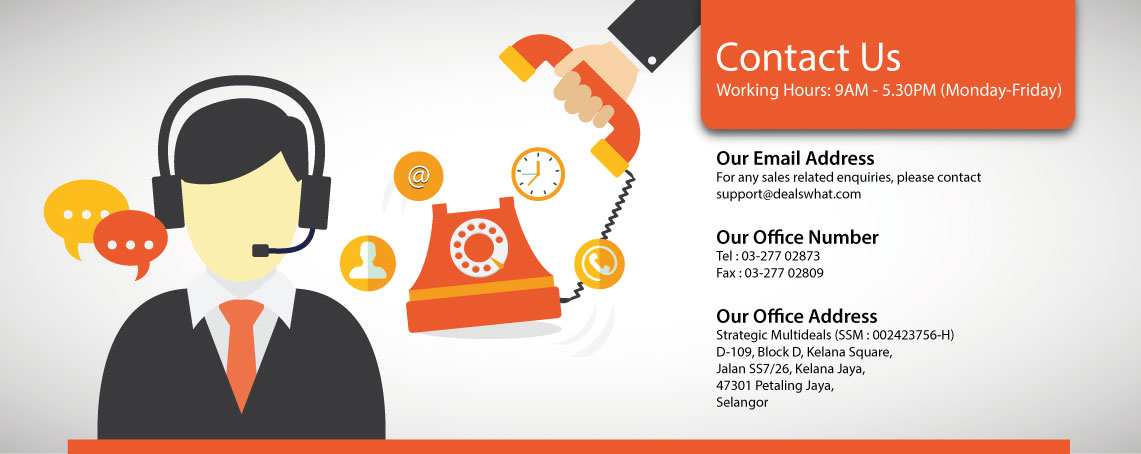 Contact Us
Working Hours: 9AM - 5.30PM (Monday-Friday)
@
Our Email Address
For any sales related enquiries, please contact
support@dealswhat.com
Our Office Number
Tel : 03-277 02873
Fax : 03-277 02809
Our Office Address
Strategic Multideals (SSM : 002423756-H)
D-109, Block D, Kelana Square,
Jalan SS7/26, Kelana Jaya,
47301 Petaling Jaya,
Selangor